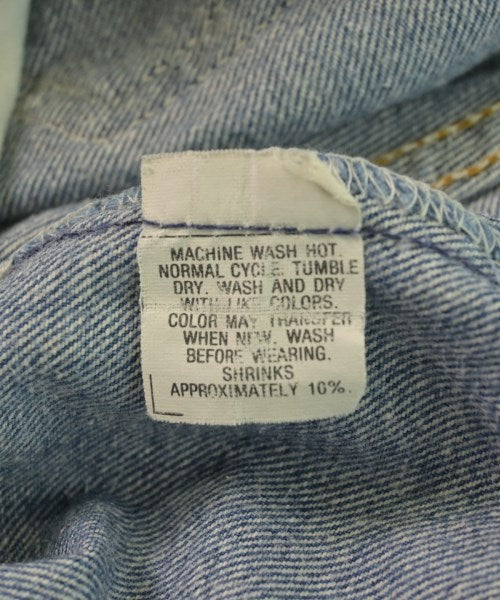 MACHINE WASH HOT.
NORMAL CYCLE. TUMBLE
DRY. WASH AND DRY
WITH LIKE COLORS.
COLOR MAY TRANSFER
WHEN NEW. WASH
BEFORE WEARING.
SHRINKS
APPROXIMATELY 10%.